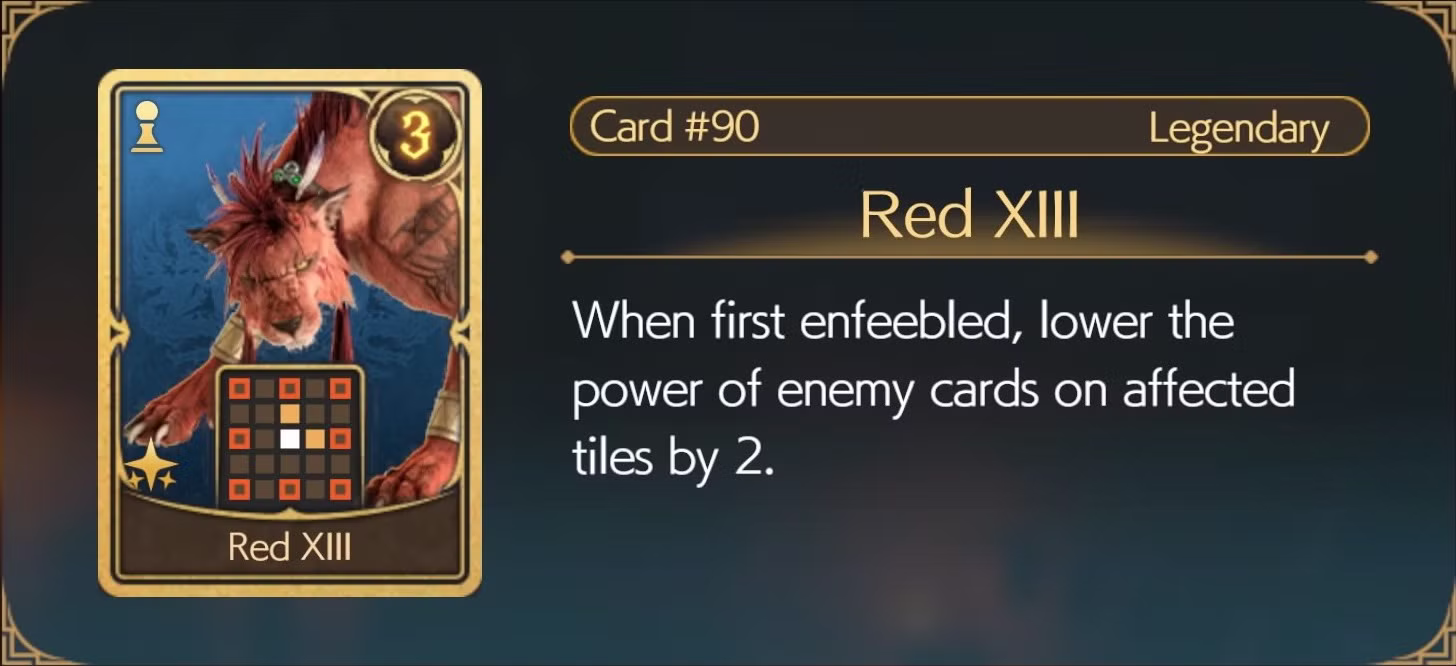 3
Card #90 Legendary
Red XIII
When first enfeebled, lower the
power of enemy cards on affected
tiles by 2.
Red XIII